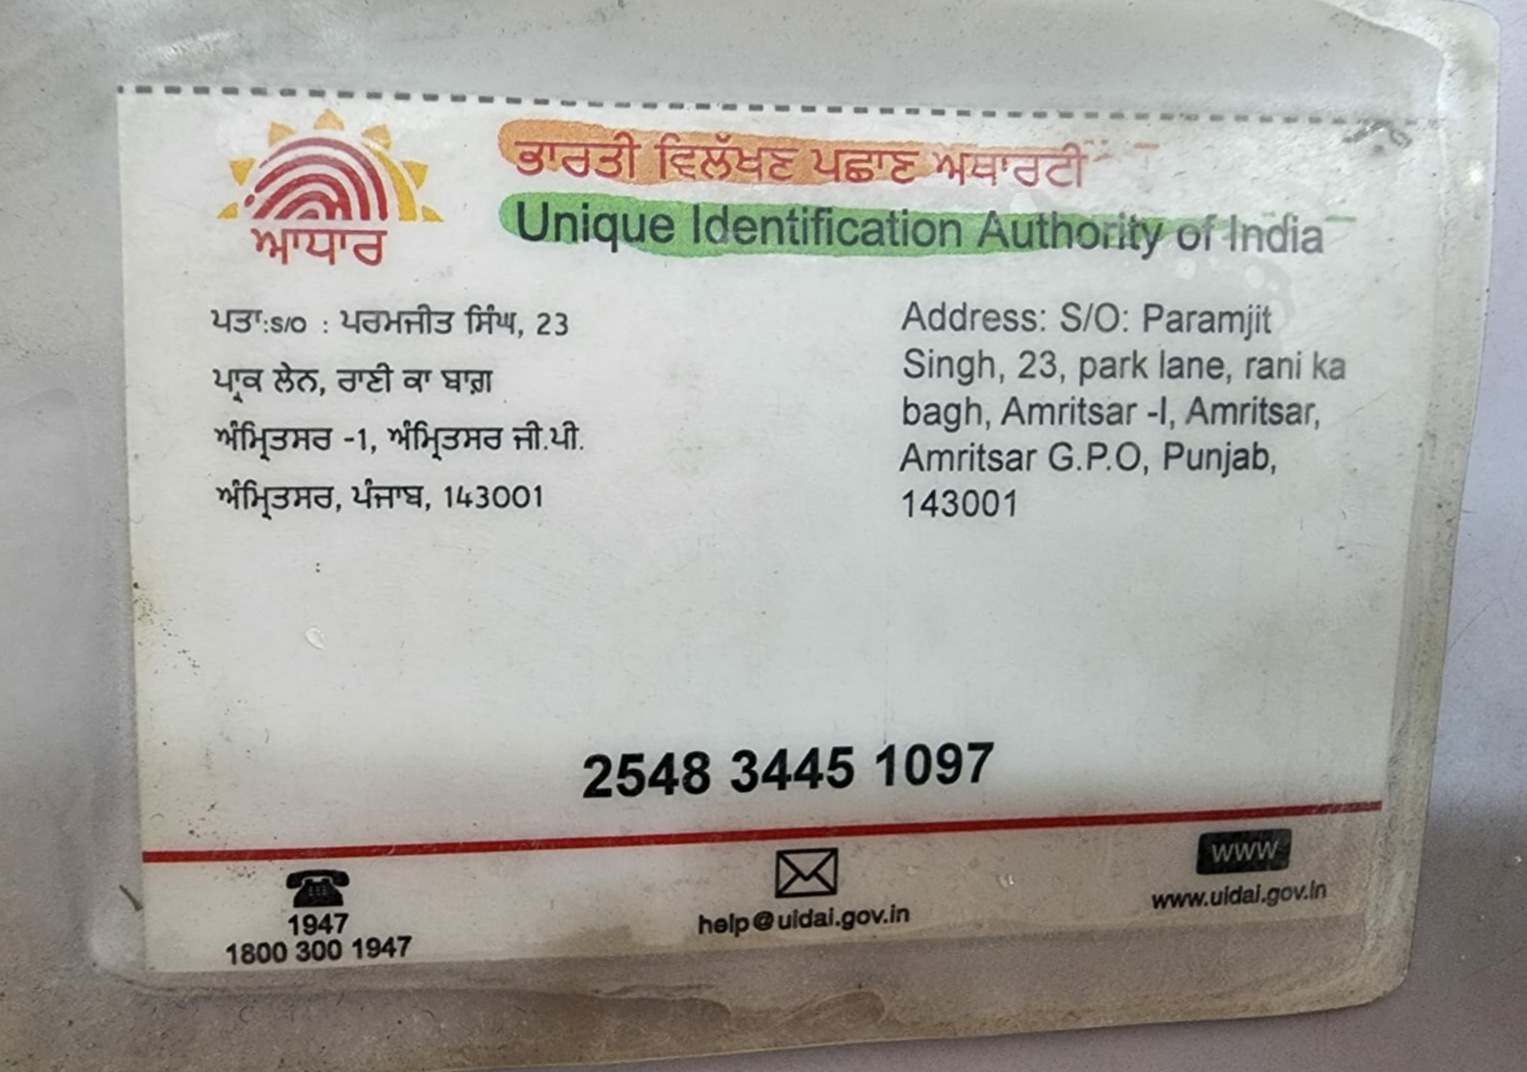 ਆਧਾਰ
ਭਾਰਤੀ ਵਿਲੱਖਣ ਪਛਾਣ ਅਥਾਰਟੀ
Unique Identification Authority of India
ਪਤਾ:s/o : ਪਰਮਜੀਤ ਸਿੰਘ, 23
ਪ੍ਰਾਕ ਲੇਨ, ਰਾਣੀ ਕਾ ਬਾਗ਼
ਅੰਮ੍ਰਿਤਸਰ -1, ਅੰਮ੍ਰਿਤਸਰ ਜੀ.ਪੀ.
ਅੰਮ੍ਰਿਤਸਰ, ਪੰਜਾਬ, 143001
:
Address: S/O: Paramjit
Singh, 23, park lane, rani ka
bagh, Amritsar -I, Amritsar,
Amritsar G.P.O, Punjab,
143001
2548 3445 1097
1947
1800 300 1947
help@uidai.gov.in
www
www.uidai.gov.in